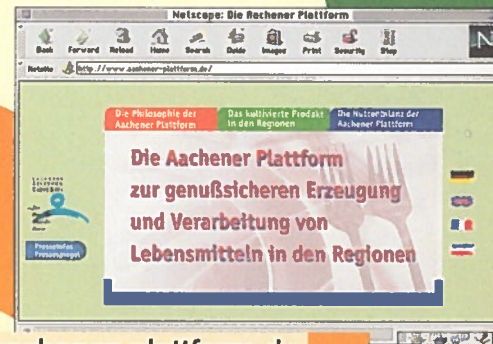 Netscape: Die Aachener Plattform
Back Forward Reload Home Search Guide Images Print Security Stop
http://www.aachener-plattform.de/
Die Philosophie der
Aachener Plattform
Das kultivierte Produkt
in den Regionen
Die Nutzenbilanz der
Aachener Plattform
Die Aachener Plattform
zur genußsicheren Erzeugung
und Verarbeitung von
Lebensmitteln in den Regionen
Presseinfos
Pressespiegel